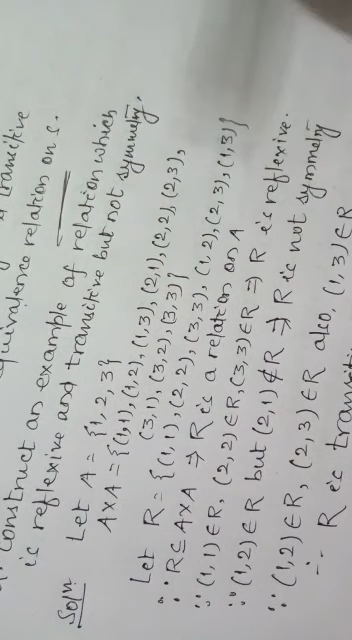 transitive
equivalence relation on S.
Construct an example of relation which
is reflexive and transitive but not symmetry.
Soln. Let A = {1, 2, 3}
A×A = {(1,1), (1,2), (1,3), (2,1), (2,2), (2,3),
(3,1), (3,2), (3,3)}
Let R = {(1,1), (2,2), (3,3), (1,2), (2,3), (1,3)}
∵ R ⊆ A×A ⇒ R is a relation on A
∵ (1,1) ∈ R, (2,2) ∈ R, (3,3) ∈ R ⇒ R is reflexive.
∵ (1,2) ∈ R but (2,1) ∉ R ⇒ R is not symmetry
∵ (1,2) ∈ R, (2,3) ∈ R also, (1,3) ∈ R
∴ R is